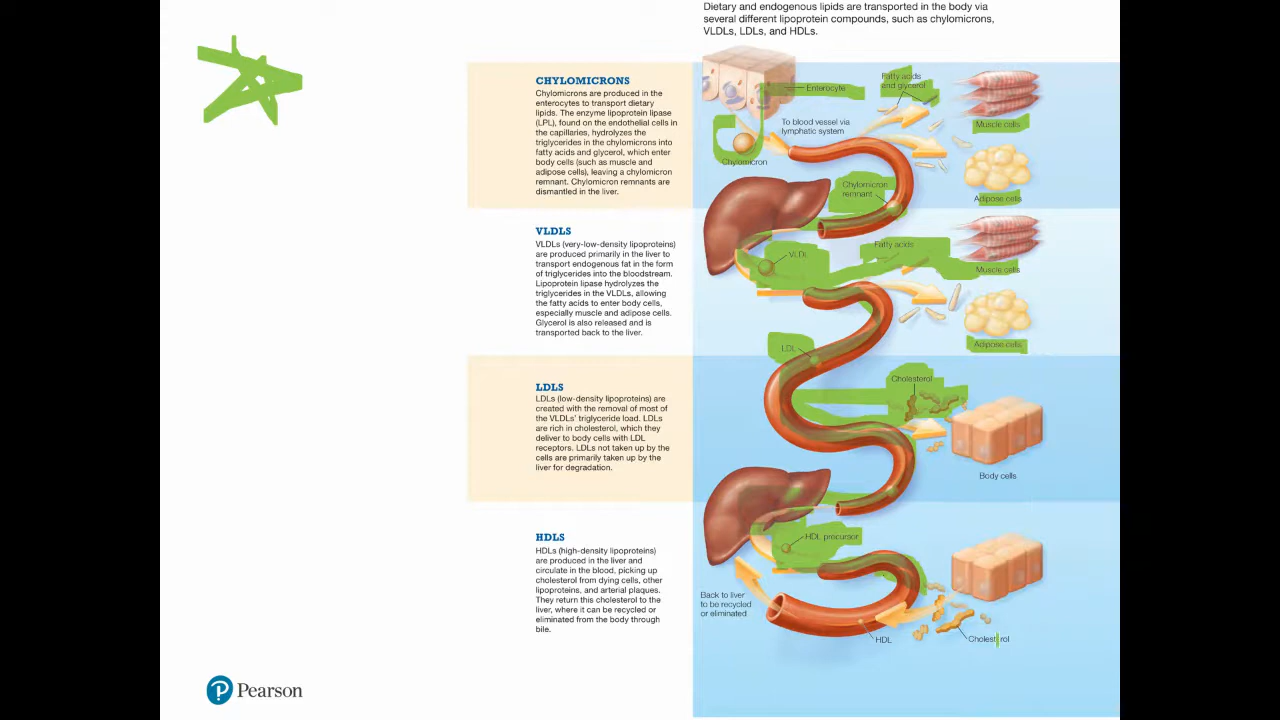 Dietary and endogenous lipids are transported in the body via
several different lipoprotein compounds, such as chylomicrons,
VLDLs, LDLs, and HDLs.
CHYLOMICRONS
Chylomicrons are produced in the
enterocytes to transport dietary
lipids. The enzyme lipoprotein lipase
(LPL), found on the endothelial cells in
the capillaries, hydrolyzes the
triglycerides in the chylomicrons into
fatty acids and glycerol, which enter
body cells (such as muscle and
adipose cells), leaving a chylomicron
remnant. Chylomicron remnants are
dismantled in the liver.
Enterocyte
Fatty acids
and glycerol
To blood vessel via
lymphatic system
Muscle cells
Chylomicron
Chylomicron
remnant
Adipose cells
VLDLS
VLDLs (very-low-density lipoproteins)
are produced primarily in the liver to
transport endogenous fat in the form
of triglycerides into the bloodstream.
Lipoprotein lipase hydrolyzes the
triglycerides in the VLDLs, allowing
the fatty acids to enter body cells,
especially muscle and adipose cells.
Glycerol is also released and is
transported back to the liver.
VLDL
Fatty acids
Muscle cells
Adipose cells
LDLS
LDLs (low-density lipoproteins) are
created with the removal of most of
the VLDLs' triglyceride load. LDLs
are rich in cholesterol, which they
deliver to body cells with LDL
receptors. LDLs not taken up by the
cells are primarily taken up by the
liver for degradation.
LDL
Cholesterol
Body cells
HDLS
HDLs (high-density lipoproteins)
are produced in the liver and
circulate in the blood, picking up
cholesterol from dying cells, other
lipoproteins, and arterial plaques.
They return this cholesterol to the
liver, where it can be recycled or
eliminated from the body through
bile.
HDL precursor
Back to liver
to be recycled
or eliminated
HDL
Cholesterol
Pearson